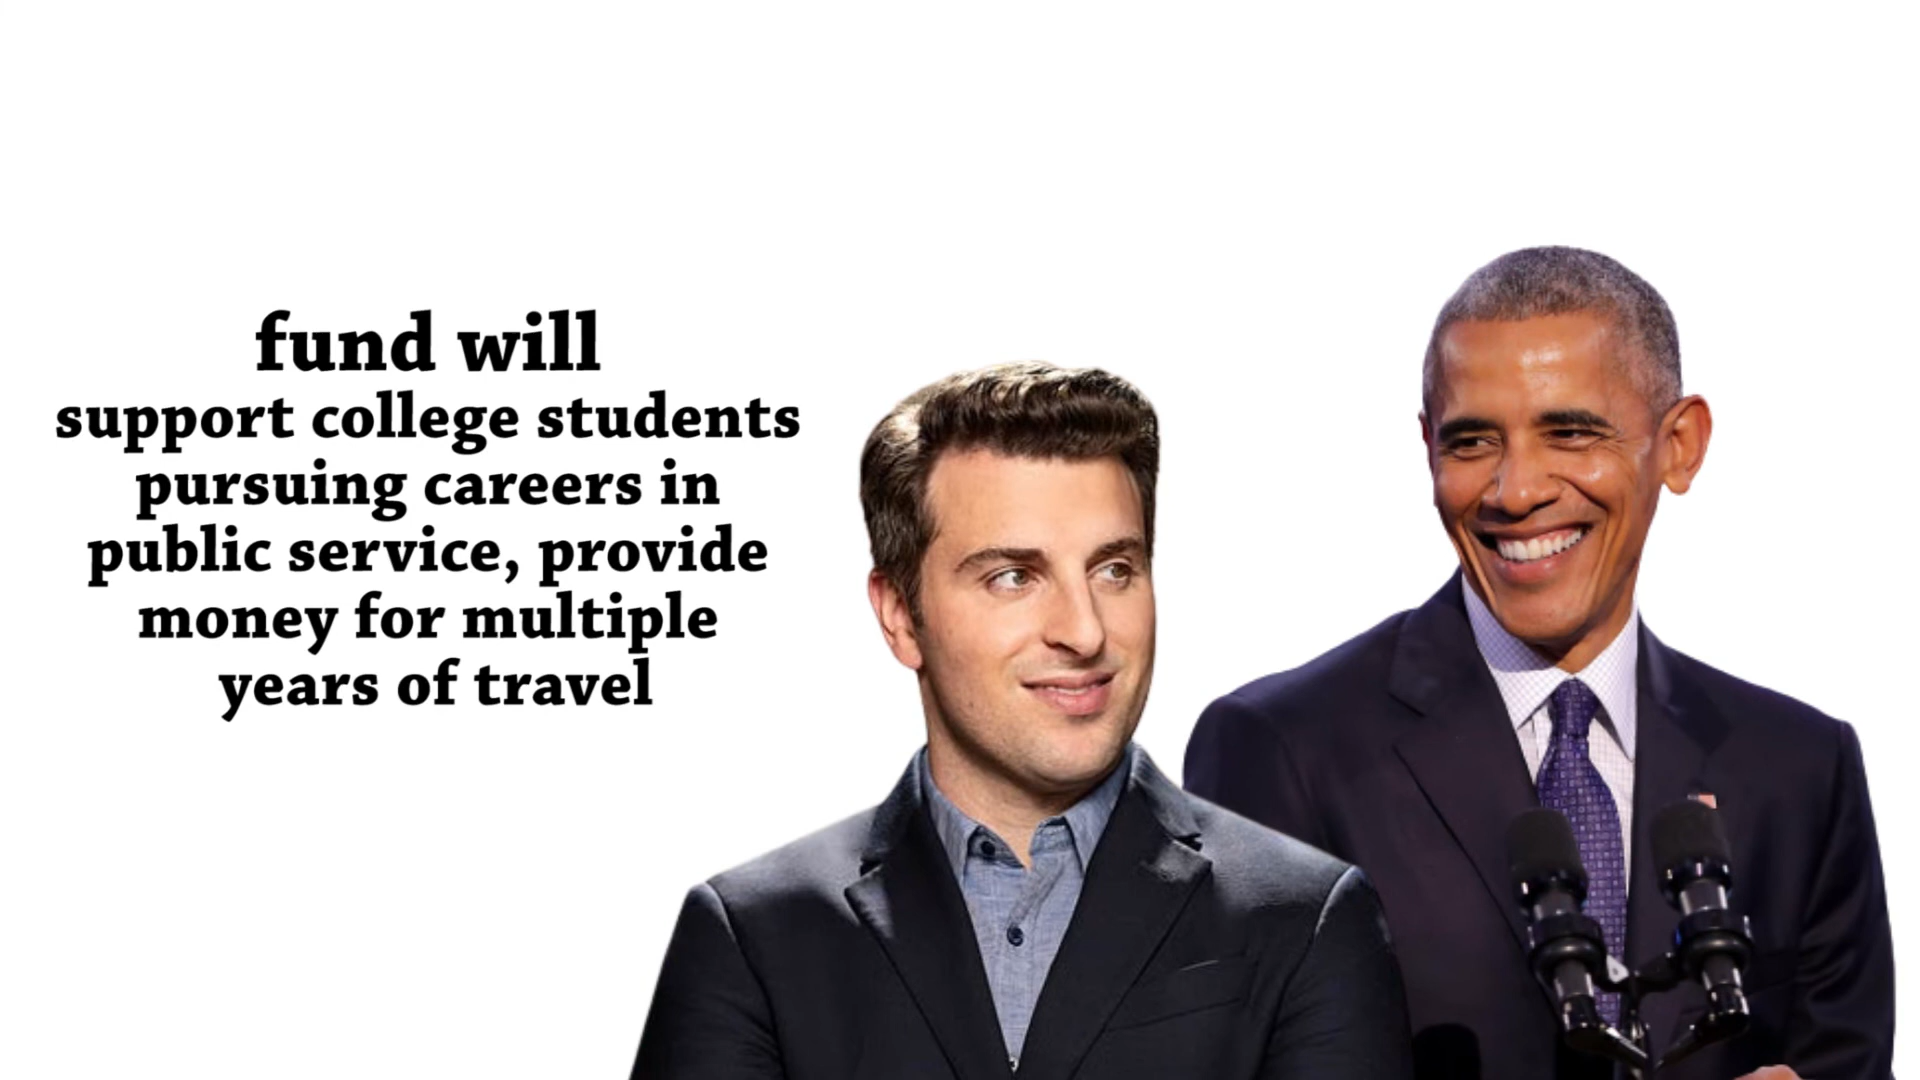 fund will
support college students
pursuing careers in
public service, provide
money for multiple
years of travel